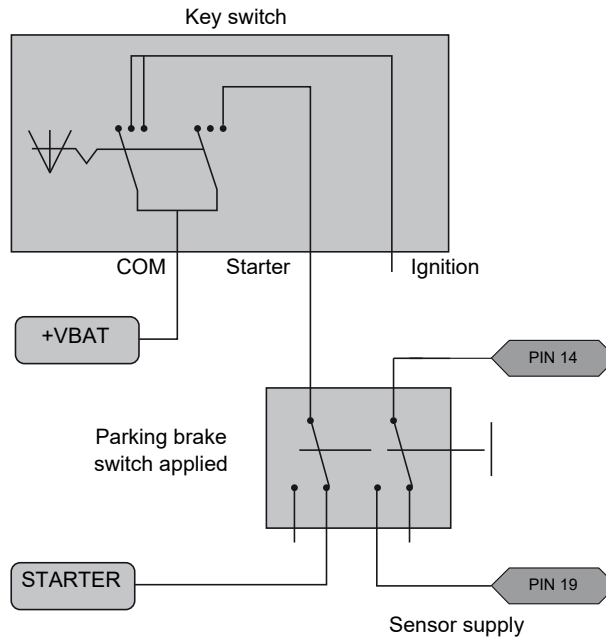 Key switch
COM
Starter
Ignition
+VBAT
PIN 14
Parking brake
switch applied
STARTER
PIN 19
Sensor supply